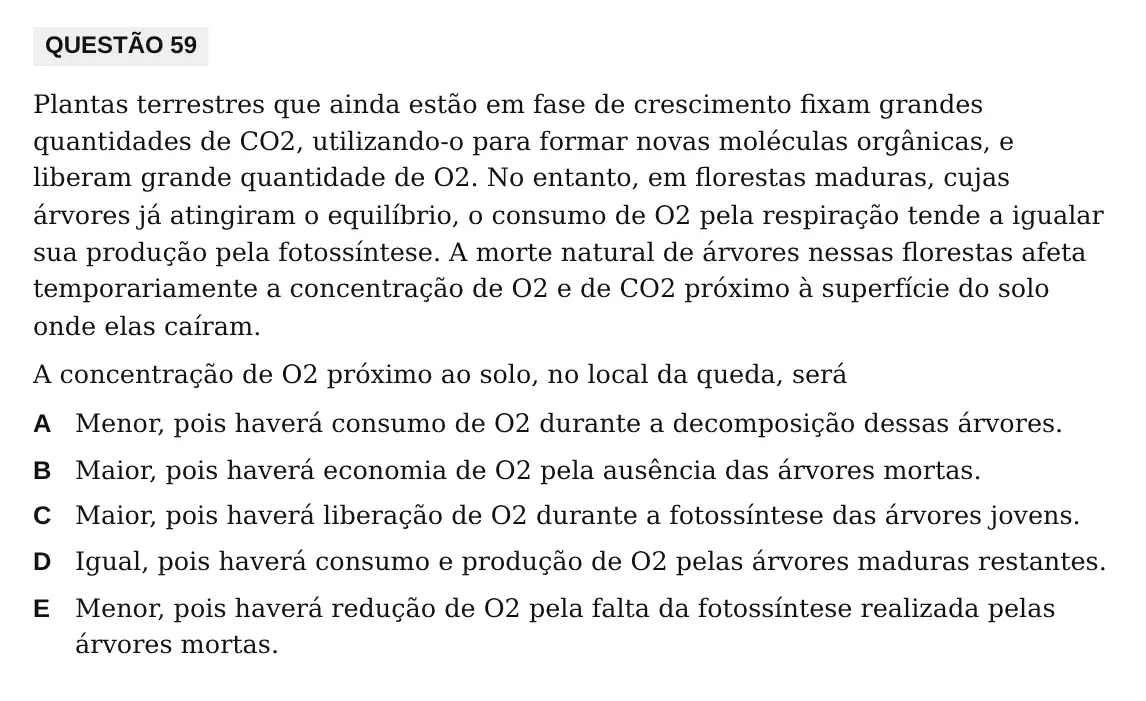 QUESTÃO 59
Plantas terrestres que ainda estão em fase de crescimento fixam grandes
quantidades de CO2, utilizando-o para formar novas moléculas orgânicas, e
liberam grande quantidade de O2. No entanto, em florestas maduras, cujas
árvores já atingiram o equilíbrio, o consumo de O2 pela respiração tende a igualar
sua produção pela fotossíntese. A morte natural de árvores nessas florestas afeta
temporariamente a concentração de O2 e de CO2 próximo à superfície do solo
onde elas caíram.
A concentração de O2 próximo ao solo, no local da queda, será
A Menor, pois haverá consumo de O2 durante a decomposição dessas árvores.
B Maior, pois haverá economia de O2 pela ausência das árvores mortas.
C Maior, pois haverá liberação de O2 durante a fotossíntese das árvores jovens.
D Igual, pois haverá consumo e produção de O2 pelas árvores maduras restantes.
E Menor, pois haverá redução de O2 pela falta da fotossíntese realizada pelas
árvores mortas.